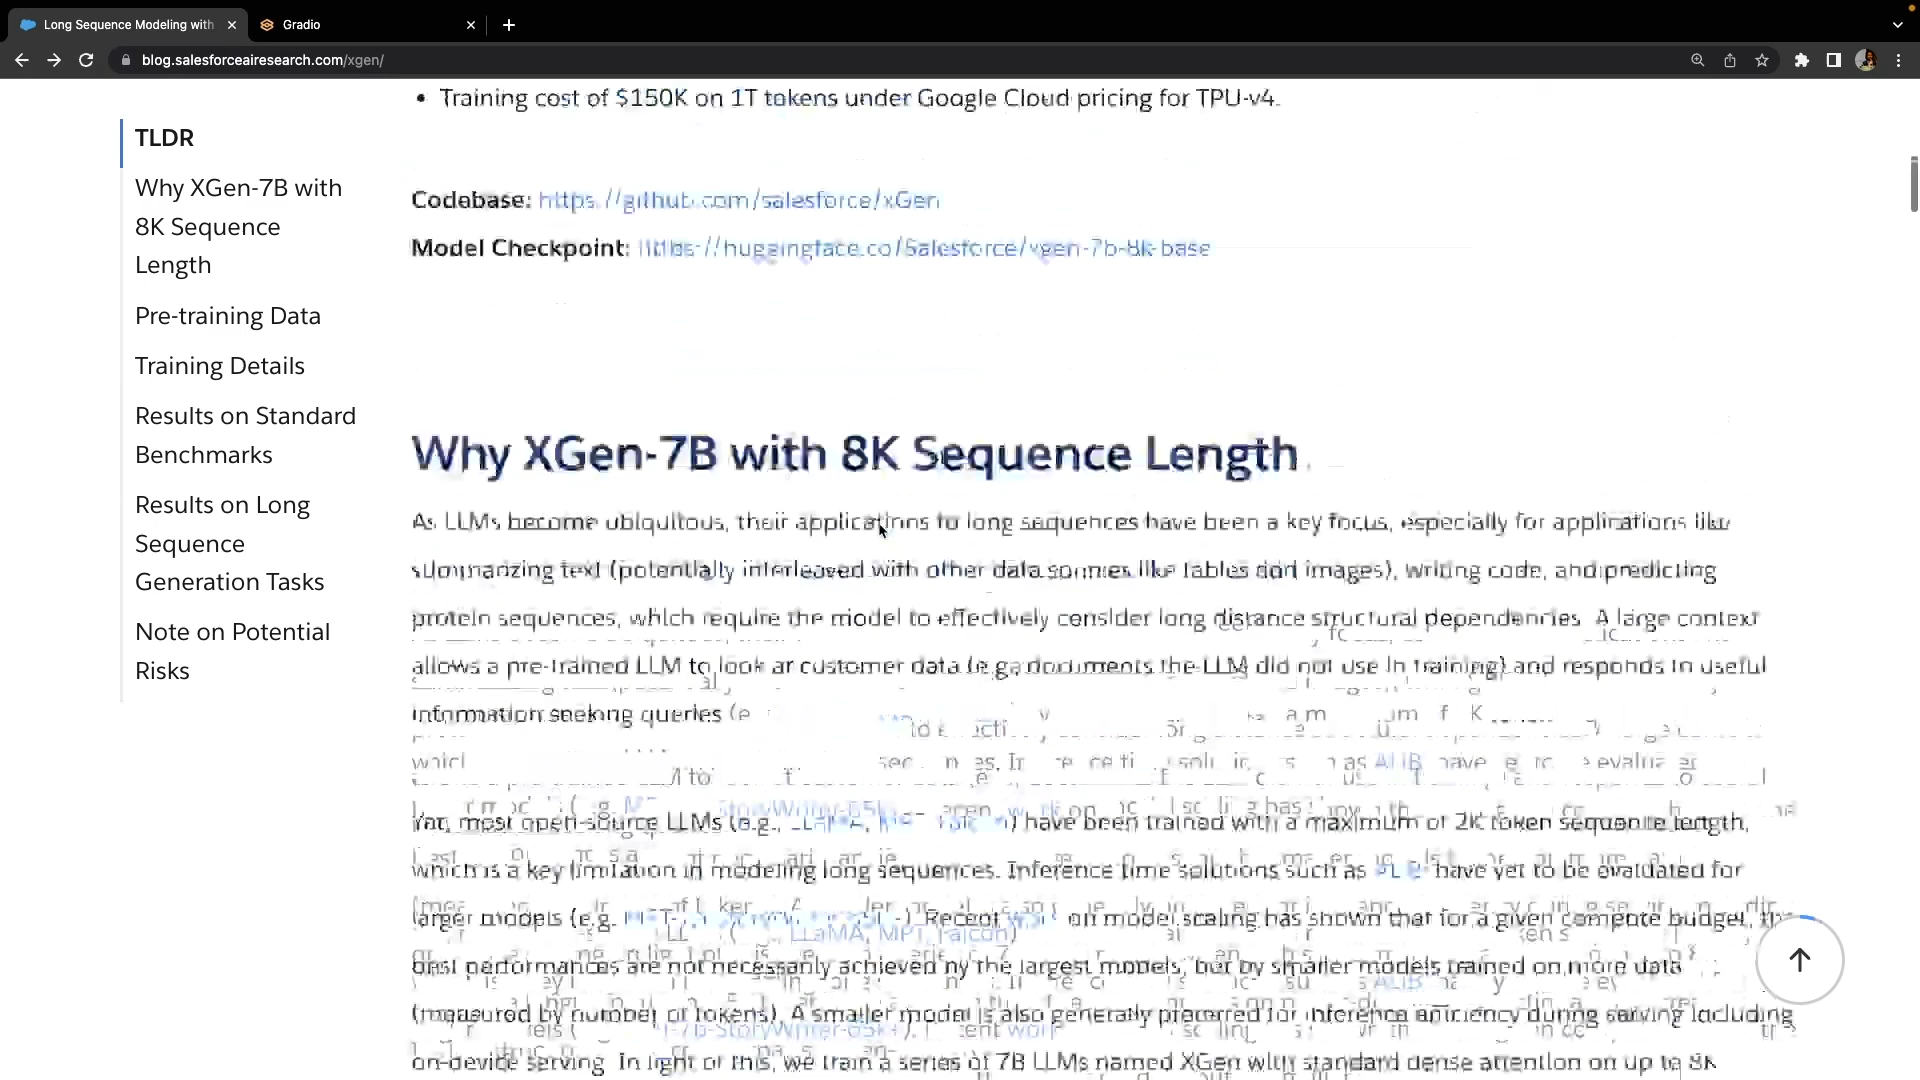 Long Sequence Modeling with
Gradio
blog.salesforceairesearch.com/xgen/
TLDR
Why XGen-7B with
8K Sequence
Length
Pre-training Data
Training Details
Results on Standard
Benchmarks
Results on Long
Sequence
Generation Tasks
Note on Potential
Risks
• Training cost of $150K on 1T tokens under Google Cloud pricing for TPU-v4.
Codebase: https://github.com/salesforce/xGen
Model Checkpoint: https://huggingface.co/Salesforce/xgen-7b-8k-base
Why XGen-7B with 8K Sequence Length
As LLMs become ubiquitous, their applications to long sequences have been a key focus, especially for applications like
summarizing text (potentially interleaved with other data sources like tables and images), writing code, and predicting
protein sequences, which require the model to effectively consider long distance structural dependencies. A large context
allows a pre-trained LLM to look at customer data (e.g., documents the LLM did not use in training) and responds to useful
information seeking queries
Yet, most open-source LLMs (e.g., LLaMA, have been trained with a maximum of 2K token sequence length,
which is a key limitation in modeling long sequences. Inference time solutions such as have yet to be evaluated for
larger models (e.g. Recent work on model scaling has shown that for a given compute budget, the
best performances are not necessarily achieved by the largest models, but by smaller models trained on more data
(measured by number of tokens). A smaller model is also generally preferred for inference efficiency during serving including
on-device serving. In light of this, we train a series of 7B LLMs named XGen with standard dense attention on up to 8K